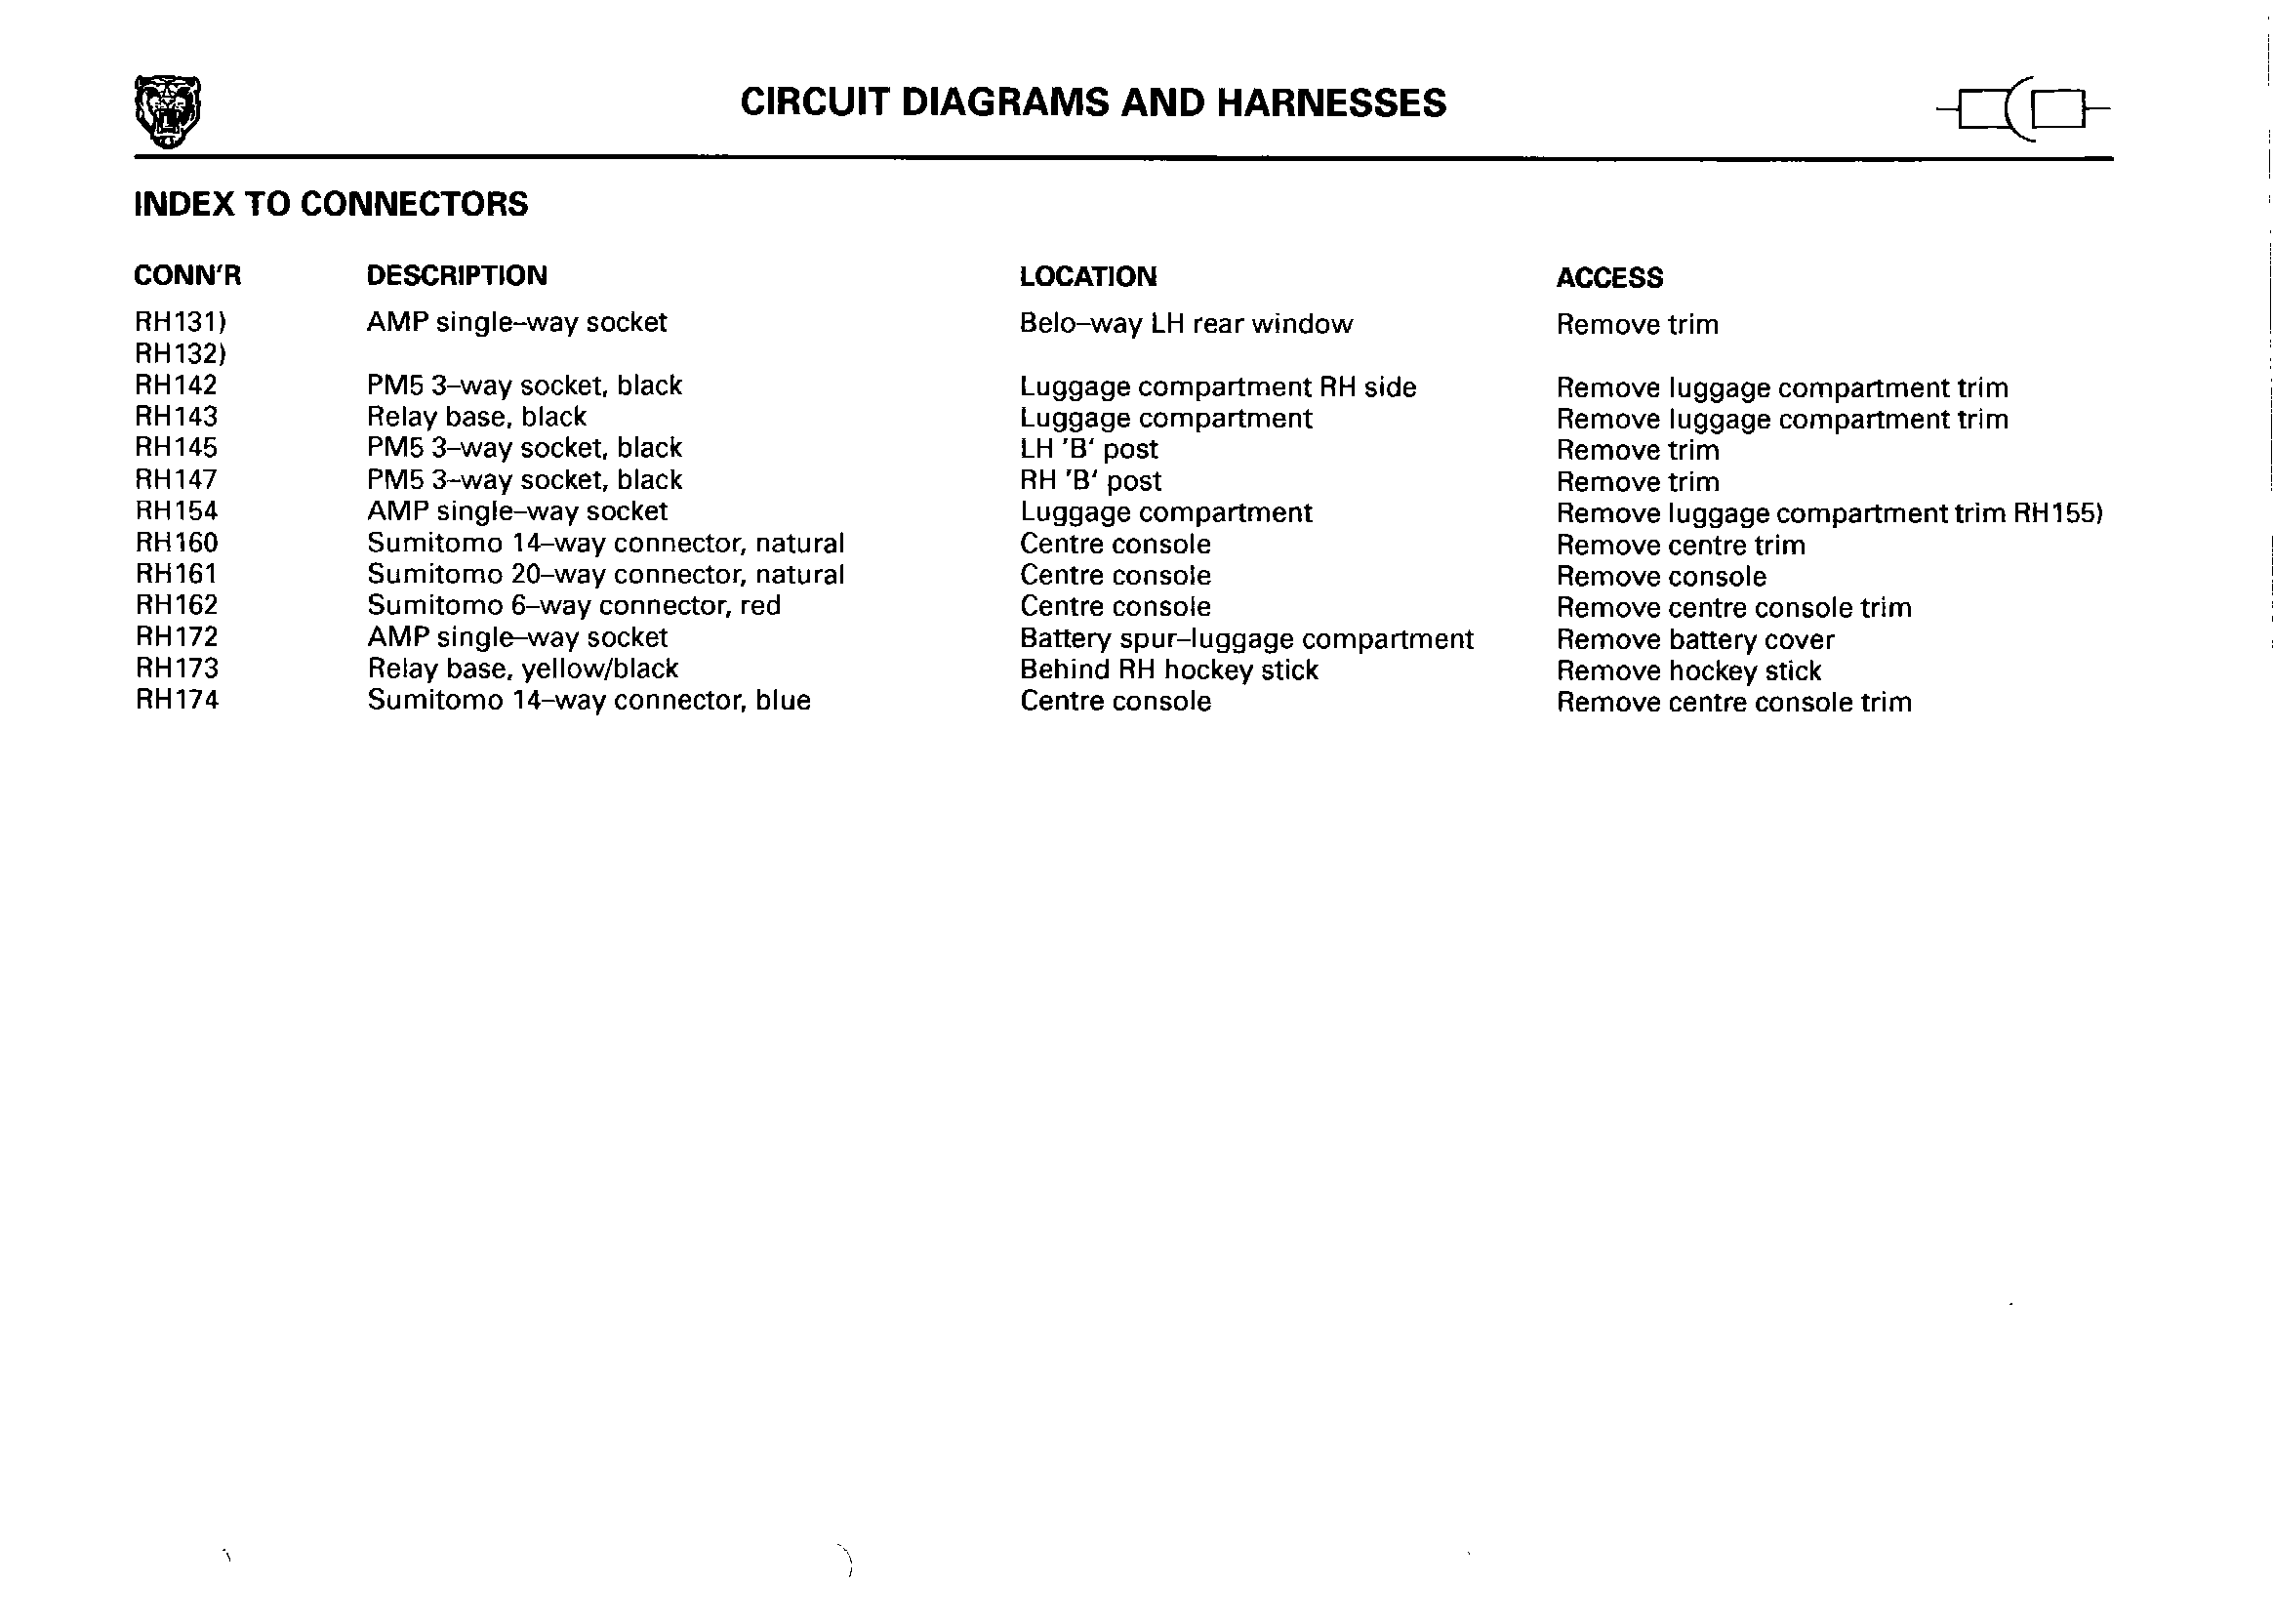 CIRCUIT DIAGRAMS AND HARNESSES
INDEX TO CONNECTORS
CONN'R DESCRIPTION LOCATION ACCESS
RH131) AMP single–way socket Belo–way LH rear window Remove trim
RH132)
RH142 PM5 3–way socket, black Luggage compartment RH side Remove luggage compartment trim
RH143 Relay base, black Luggage compartment Remove luggage compartment trim
RH145 PM5 3–way socket, black LH 'B' post Remove trim
RH147 PM5 3–way socket, black RH 'B' post Remove trim
RH154 AMP single–way socket Luggage compartment Remove luggage compartment trim RH155)
RH160 Sumitomo 14–way connector, natural Centre console Remove centre trim
RH161 Sumitomo 20–way connector, natural Centre console Remove console
RH162 Sumitomo 6–way connector, red Centre console Remove centre console trim
RH172 AMP single–way socket Battery spur–luggage compartment Remove battery cover
RH173 Relay base, yellow/black Behind RH hockey stick Remove hockey stick
RH174 Sumitomo 14–way connector, blue Centre console Remove centre console trim